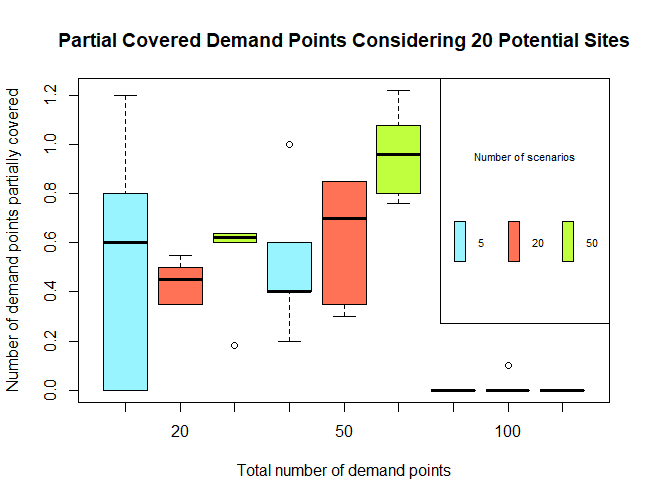 Partial Covered Demand Points Considering 20 Potential Sites
Number of demand points partially covered
1.2
1.0
0.8
0.6
0.4
0.2
0.0
Number of scenarios
5 20 50
20 50 100
Total number of demand points